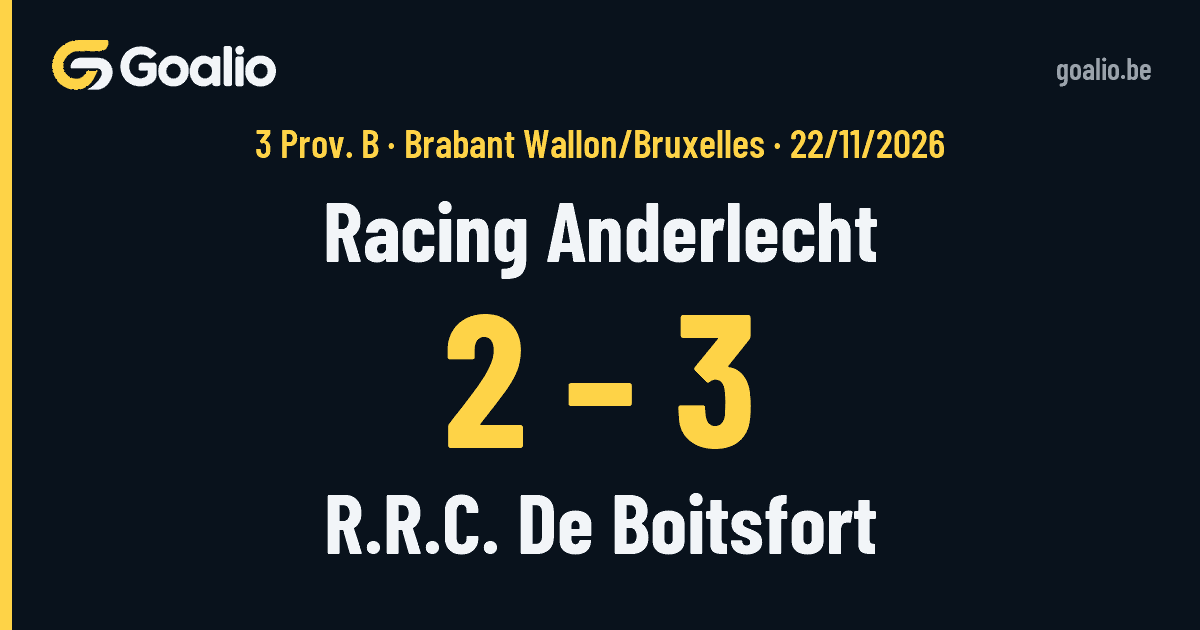 Goalio
goalio.be
3 Prov. B · Brabant Wallon/Bruxelles · 22/11/2026
Racing Anderlecht
2 – 3
R.R.C. De Boitsfort